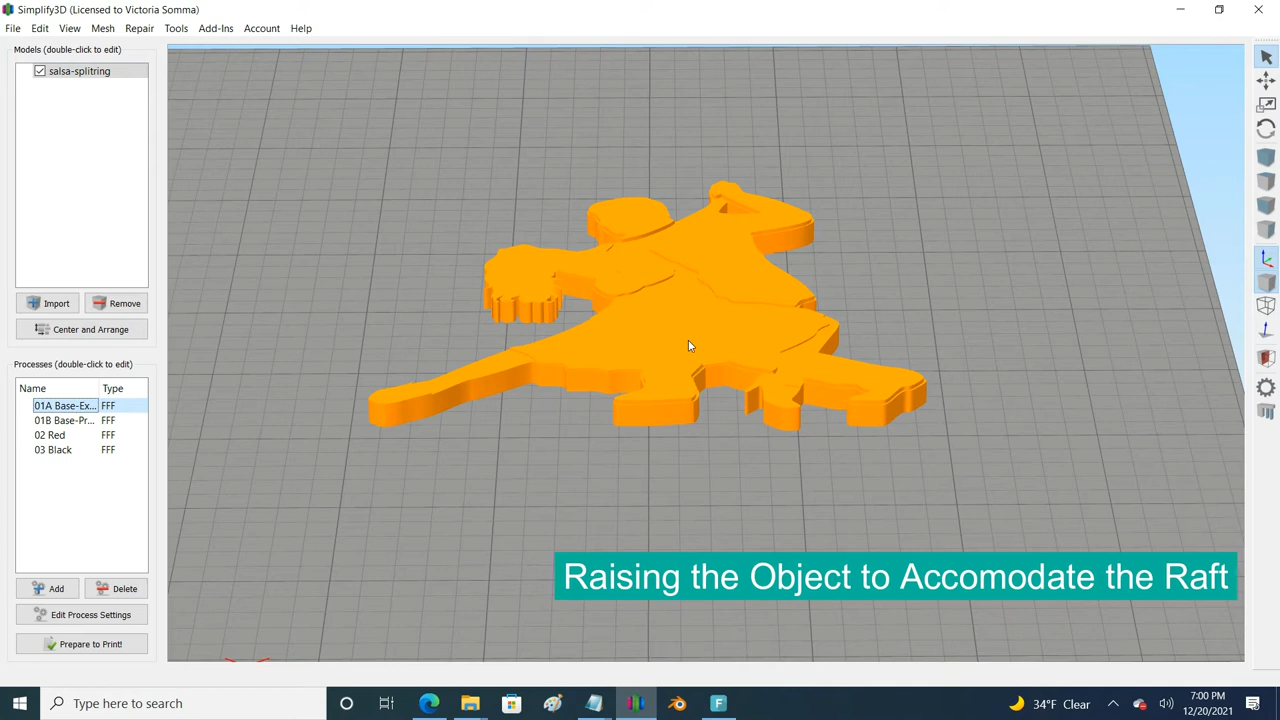 Simplify3D (Licensed to Victoria Somma)
File Edit View Mesh Repair Tools Add-Ins Account Help
Models (double-click to edit)
salsa-splitring
Import Remove
Center and Arrange
Processes (double-click to edit)
Name Type
01A Base-Ex... FFF
01B Base-Pr... FFF
02 Red FFF
03 Black FFF
Add Delete
Edit Process Settings
Prepare to Print!
Raising the Object to Accomodate the Raft
Type here to search
F
34°F Clear
7:00 PM
12/20/2021